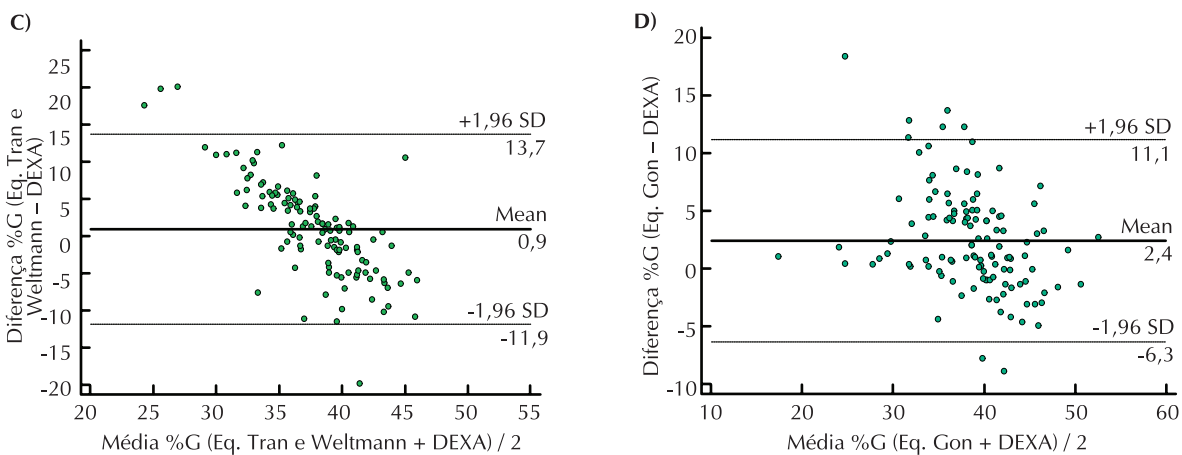 C)
Diferença %G (Eq. Tran e
Weltmann – DEXA)
25
20
15
10
5
0
-5
-10
-15
-20
+1,96 SD
13,7
Mean
0,9
-1,96 SD
-11,9
20 25 30 35 40 45 50 55
Média %G (Eq. Tran e Weltmann + DEXA) / 2
D)
Diferença %G (Eq. Gon – DEXA)
20
15
10
5
0
-5
-10
+1,96 SD
11,1
Mean
2,4
-1,96 SD
-6,3
10 20 30 40 50 60
Média %G (Eq. Gon + DEXA) / 2